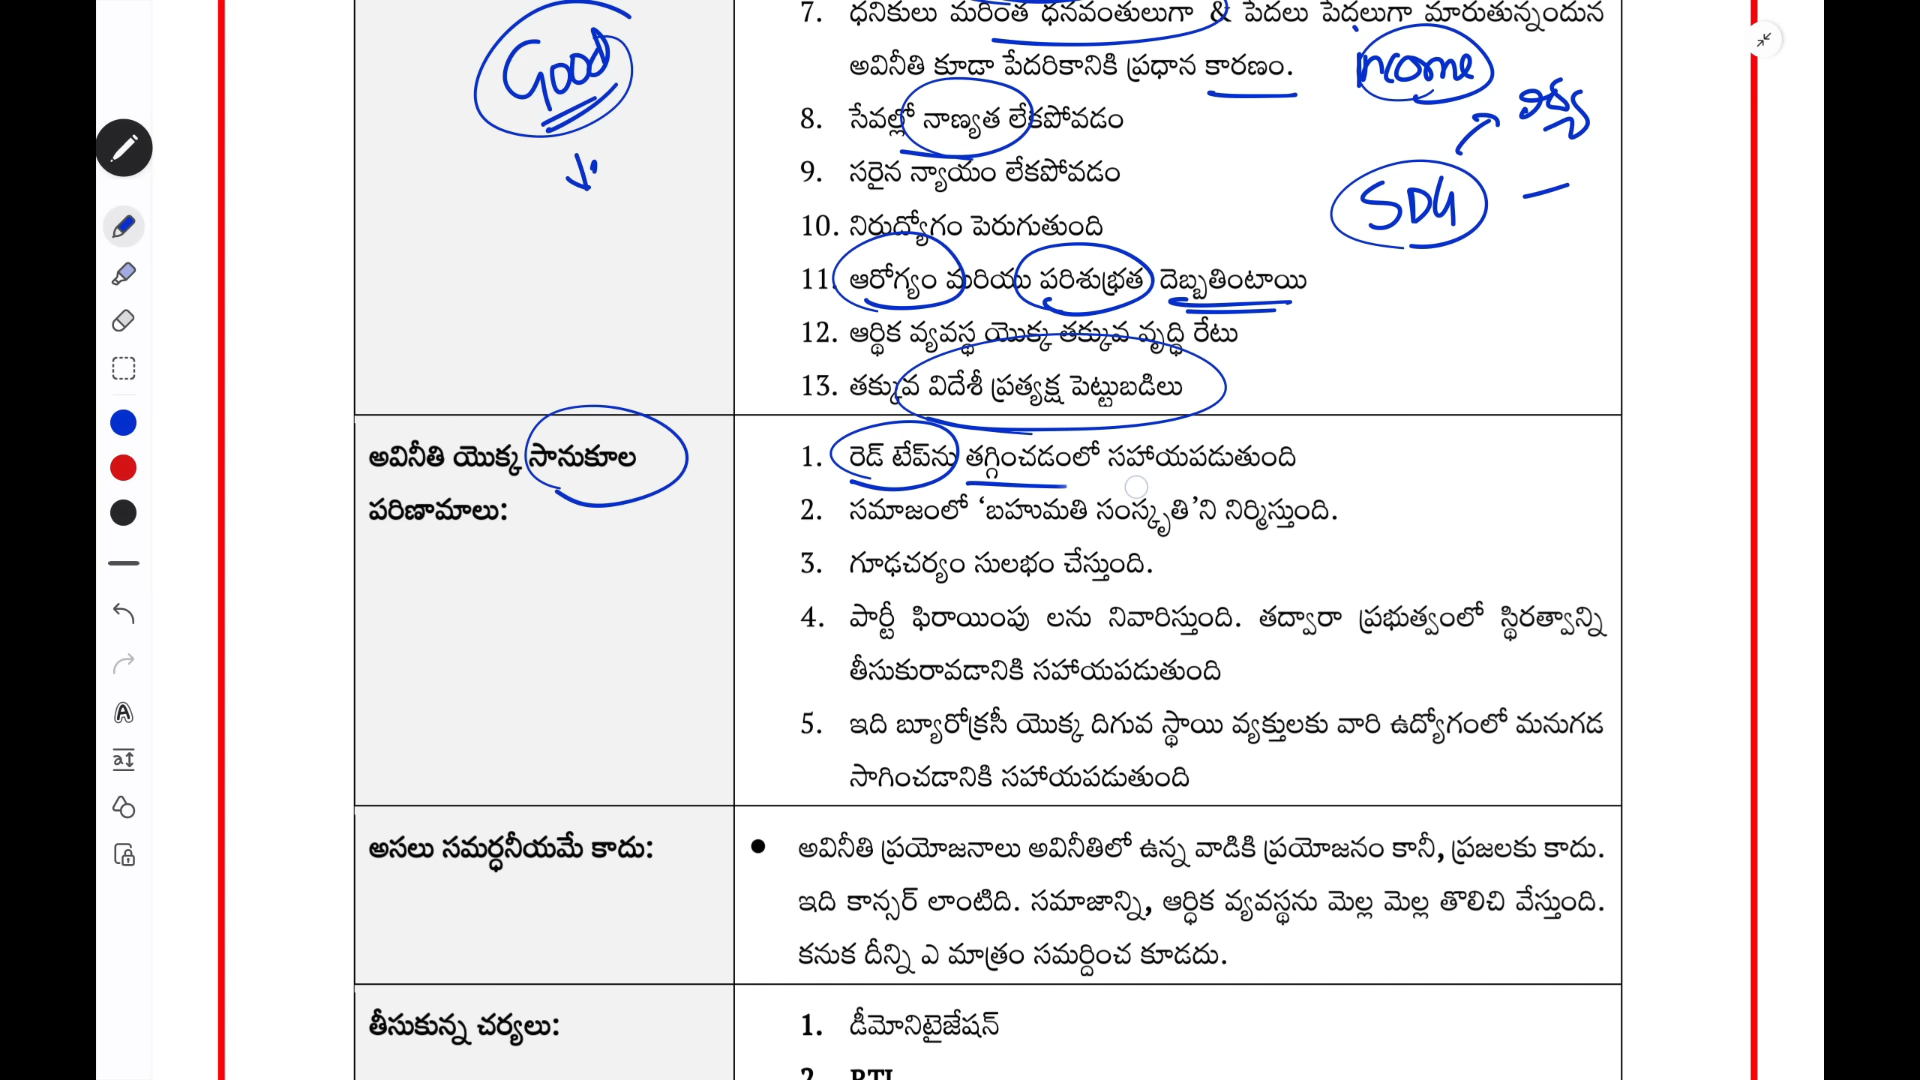 7. ధనికులు మరింత ధనవంతులుగా & పేదలు పేదలుగా మారుతున్నందున
అవినీతి కూడా పేదరికానికి ప్రధాన కారణం.
income
Good
8. సేవల్లో నాణ్యత లేకపోవడం
9. సరైన న్యాయం లేకపోవడం
SDG
10. నిరుద్యోగం పెరుగుతుంది
11. ఆరోగ్యం మరియు పరిశుభ్రత దెబ్బతింటాయి
12. ఆర్థిక వ్యవస్థ యొక్క తక్కువ వృద్ధి రేటు
13. తక్కువ విదేశీ ప్రత్యక్ష పెట్టుబడిలు
అవినీతి యొక్క సానుకూల
పరిణామాలు:
1. రెడ్ టేప్‌ను తగ్గించడంలో సహాయపడుతుంది
2. సమాజంలో ‘బహుమతి సంస్కృతి’ని నిర్మిస్తుంది.
3. గూఢచర్యం సులభం చేస్తుంది.
4. పార్టీ ఫిరాయింపు లను నివారిస్తుంది. తద్వారా ప్రభుత్వంలో స్థిరత్వాన్ని
తీసుకురావడానికి సహాయపడుతుంది
5. ఇది బ్యూరోక్రసీ యొక్క దిగువ స్థాయి వ్యక్తులకు వారి ఉద్యోగంలో మనుగడ
సాగించడానికి సహాయపడుతుంది
అసలు సమర్ధనీయమే కాదు:
● అవినీతి ప్రయోజనాలు అవినీతిలో ఉన్న వాడికి ప్రయోజనం కానీ, ప్రజలకు కాదు.
ఇది కాన్సర్ లాంటిది. సమాజాన్ని, ఆర్ధిక వ్యవస్థను మెల్ల మెల్ల తొలిచి వేస్తుంది.
కనుక దీన్ని ఎ మాత్రం సమర్దించ కూడదు.
తీసుకున్న చర్యలు:
1. డీమోనిటైజేషన్
2. RTI